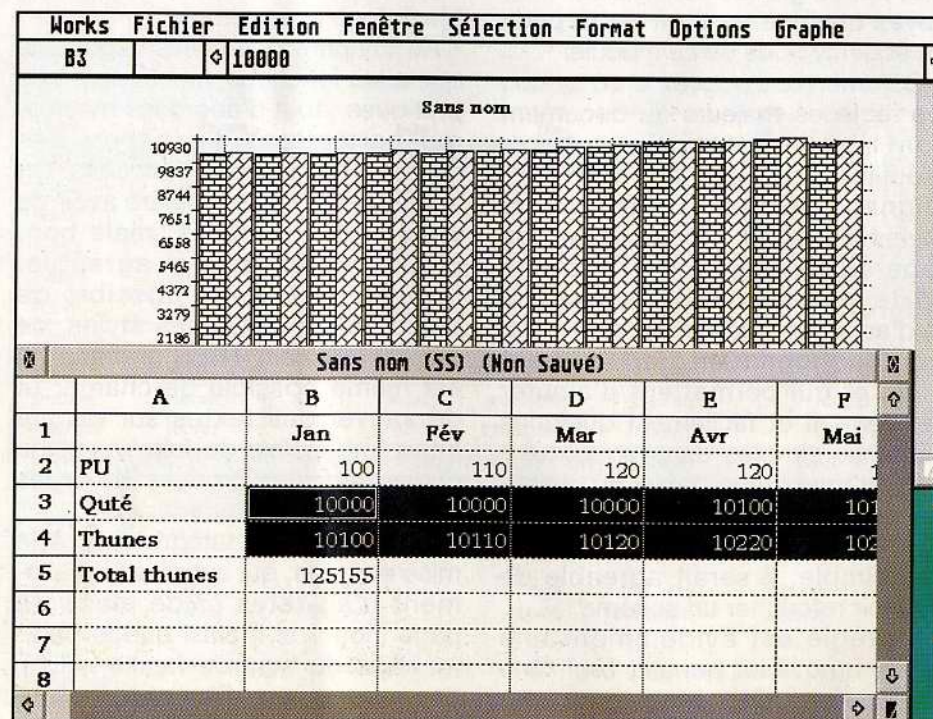 Works Fichier Edition Fenêtre Sélection Format Options Graphe
B3 10000
Sans nom
10930
9837
8744
7651
6558
5465
4372
3279
2186
Sans nom (SS) (Non Sauvé)
A B C D E F
1 Jan Fév Mar Avr Mai
2 PU 100 110 120 120 1
3 Quté 10000 10000 10000 10100 101
4 Thunes 10100 10110 10120 10220 102
5 Total thunes 125155
6
7
8